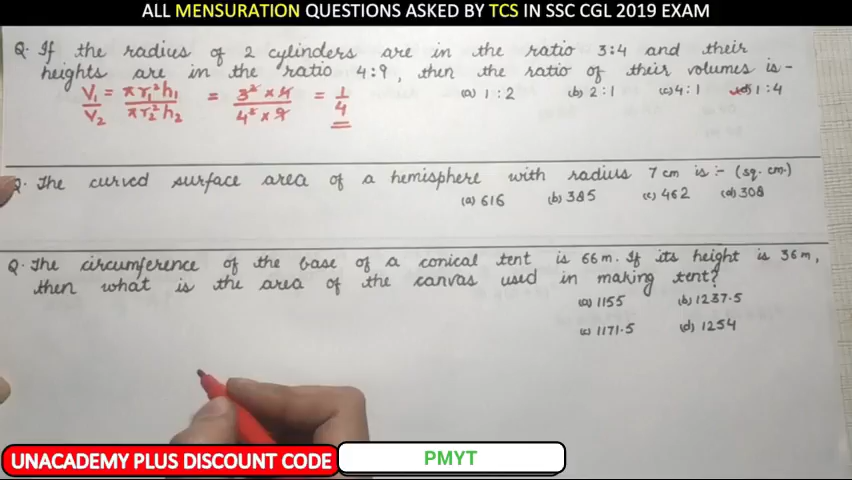 ALL MENSURATION QUESTIONS ASKED BY TCS IN SSC CGL 2019 EXAM
Q. If the radius of 2 cylinders are in the ratio 3:4 and their
heights are in the ratio 4:9, then the ratio of their volumes is-
(a) 1:2 (b) 2:1 (c) 4:1 (d) 1:4
V₁/V₂ = πr₁²h₁/πr₂²h₂ = 3²×4/4²×9 = 1/4
Q. The curved surface area of a hemisphere with radius 7 cm is:- (sq. cm.)
(a) 616 (b) 385 (c) 462 (d) 308
Q. The circumference of the base of a conical tent is 66m. If its height is 36m,
then what is the area of the canvas used in making tent?
(a) 1155 (b) 1237.5
(c) 1171.5 (d) 1254
UNACADEMY PLUS DISCOUNT CODE PMYT